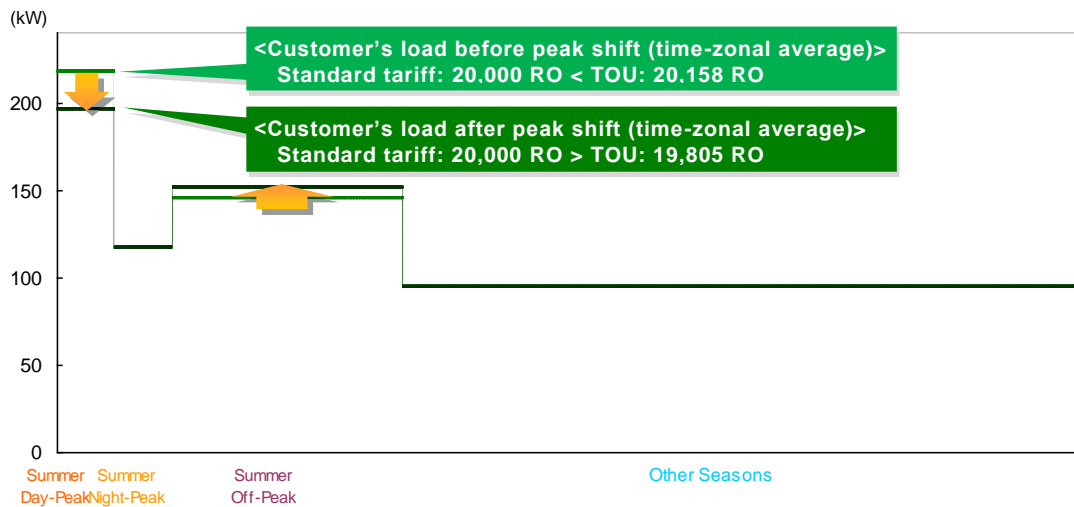 (kW)
<Customer's load before peak shift (time-zonal average)>
Standard tariff: 20,000 RO < TOU: 20,158 RO
200
<Customer's load after peak shift (time-zonal average)>
Standard tariff: 20,000 RO > TOU: 19,805 RO
150
100
50
0
Summer Day-Peak
Summer Night-Peak
Summer Off-Peak
Other Seasons